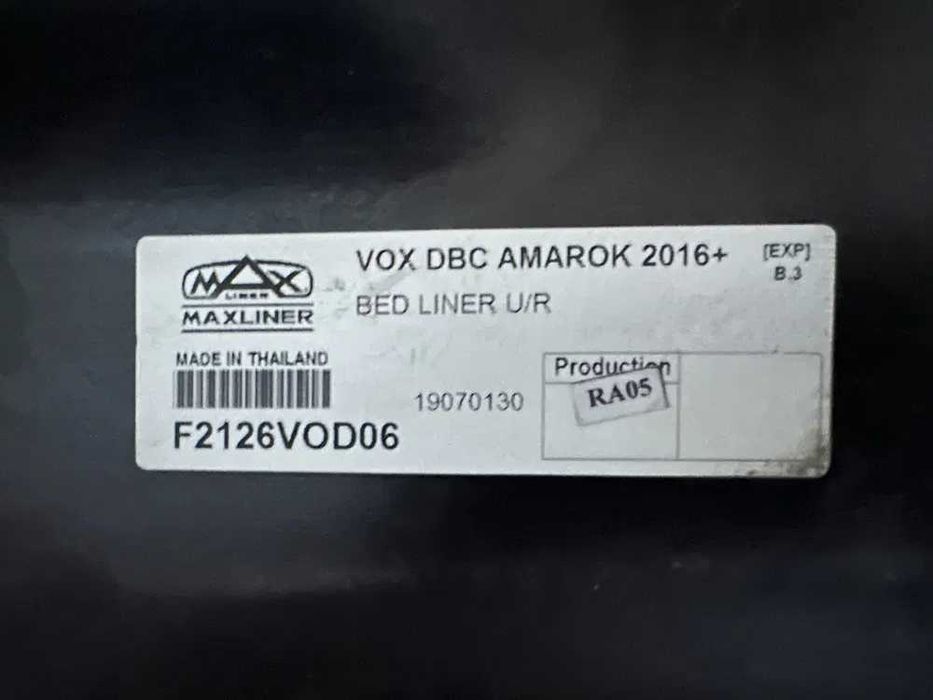 MAX
LINER
MAXLINER
VOX DBC AMAROK 2016+
[EXP]
B.3
BED LINER U/R
MADE IN THAILAND
19070130
F2126VOD06
Production
RA05